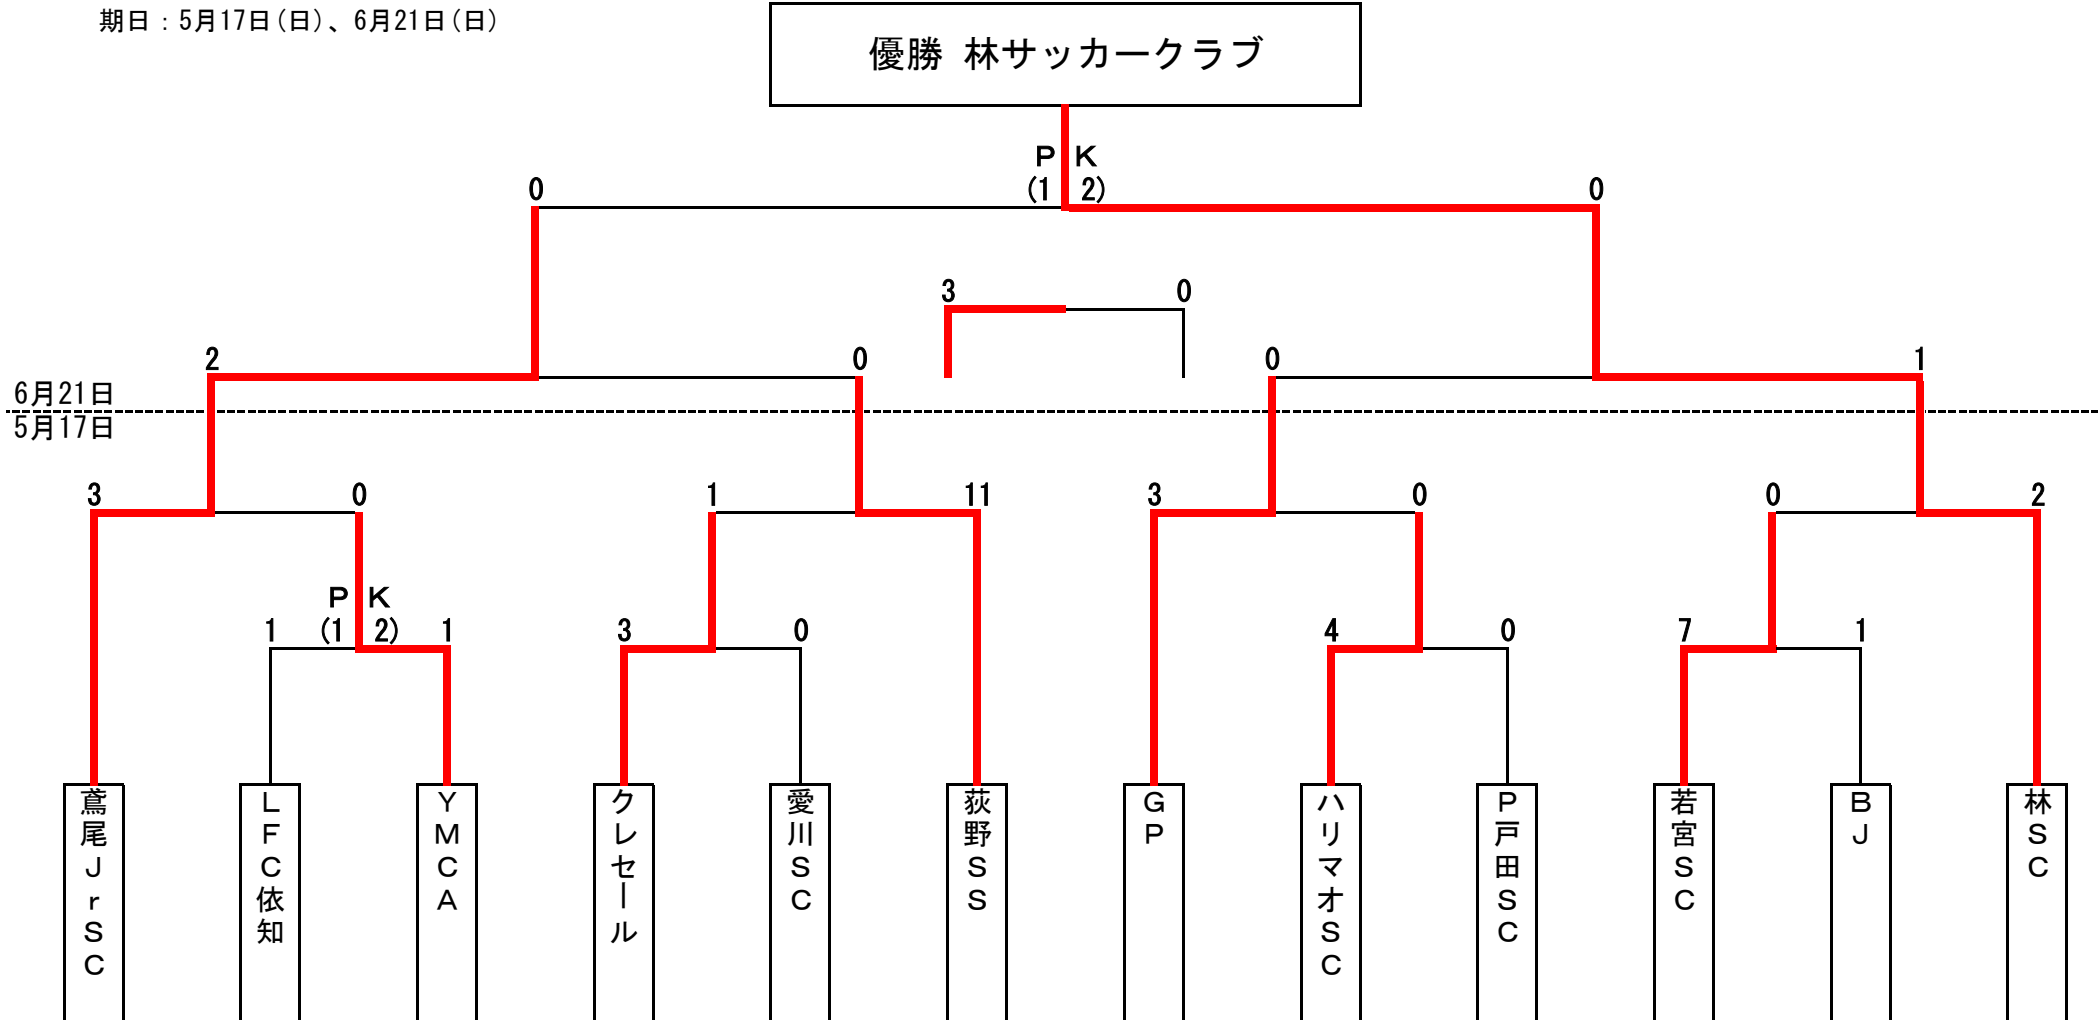 期日：5月17日(日)、6月21日(日)
優勝 林サッカークラブ
P K
0 (1 2) 0
3 0
2 0 0 1
6月21日
5月17日
3 0 1 11 3 0 0 2
P K
1 (1 2) 1 3 0 4 0 7 1
鳶尾JrSC
LFC依知
YMCA
クレセール
愛川SC
荻野SS
GP
ハリマオSC
P戸田SC
若宮SC
BJ
林SC